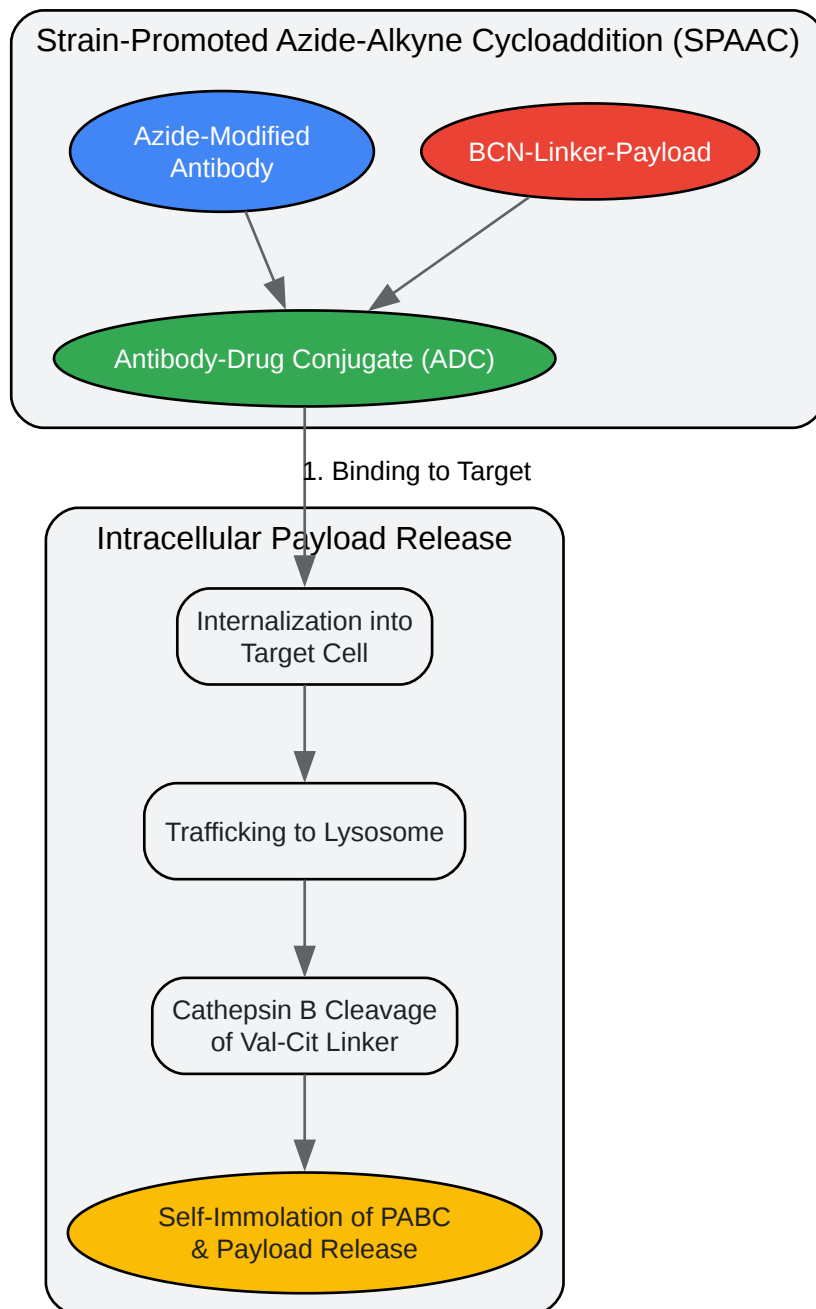 Strain-Promoted Azide-Alkyne Cycloaddition (SPAAC)
Azide-Modified
Antibody
BCN-Linker-Payload
Antibody-Drug Conjugate (ADC)
1. Binding to Target
Intracellular Payload Release
Internalization into
Target Cell
Trafficking to Lysosome
Cathepsin B Cleavage
of Val-Cit Linker
Self-Immolation of PABC
& Payload Release